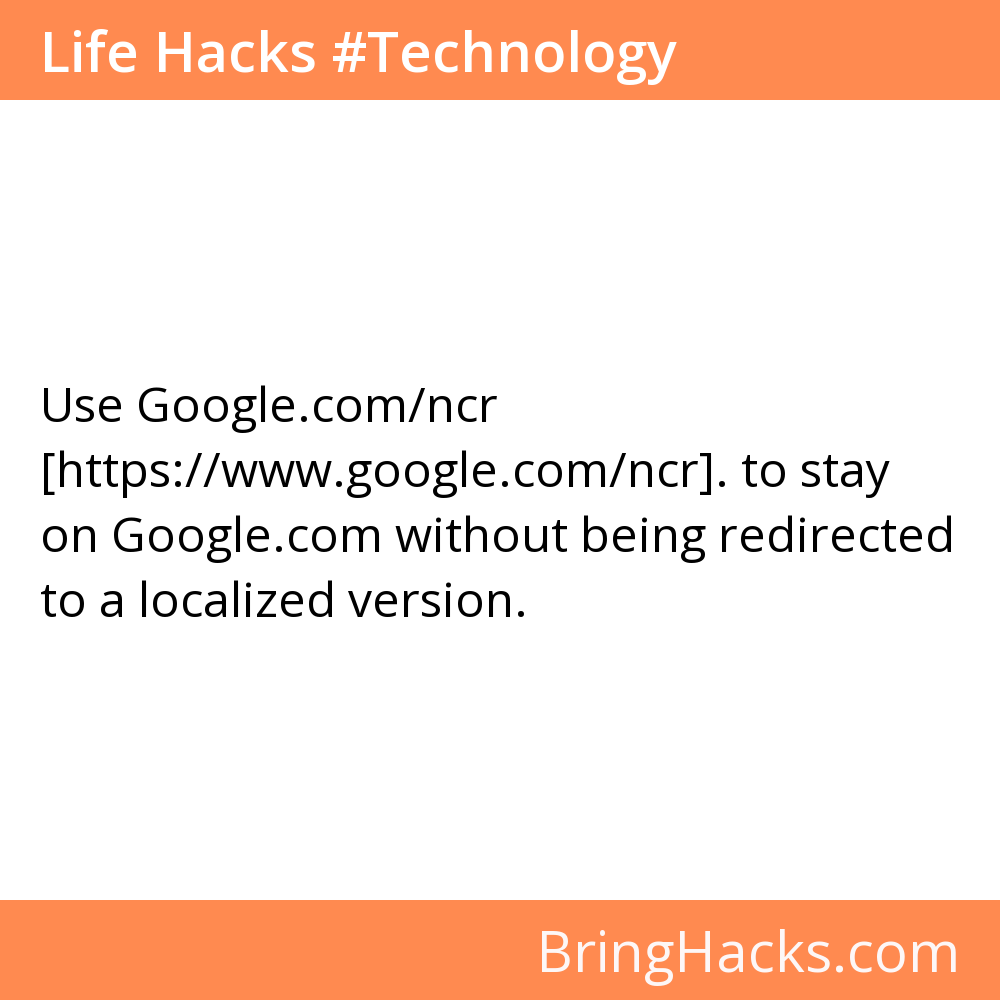 Life Hacks #Technology
Use Google.com/ncr
[https://www.google.com/ncr]. to stay
on Google.com without being redirected
to a localized version.
BringHacks.com